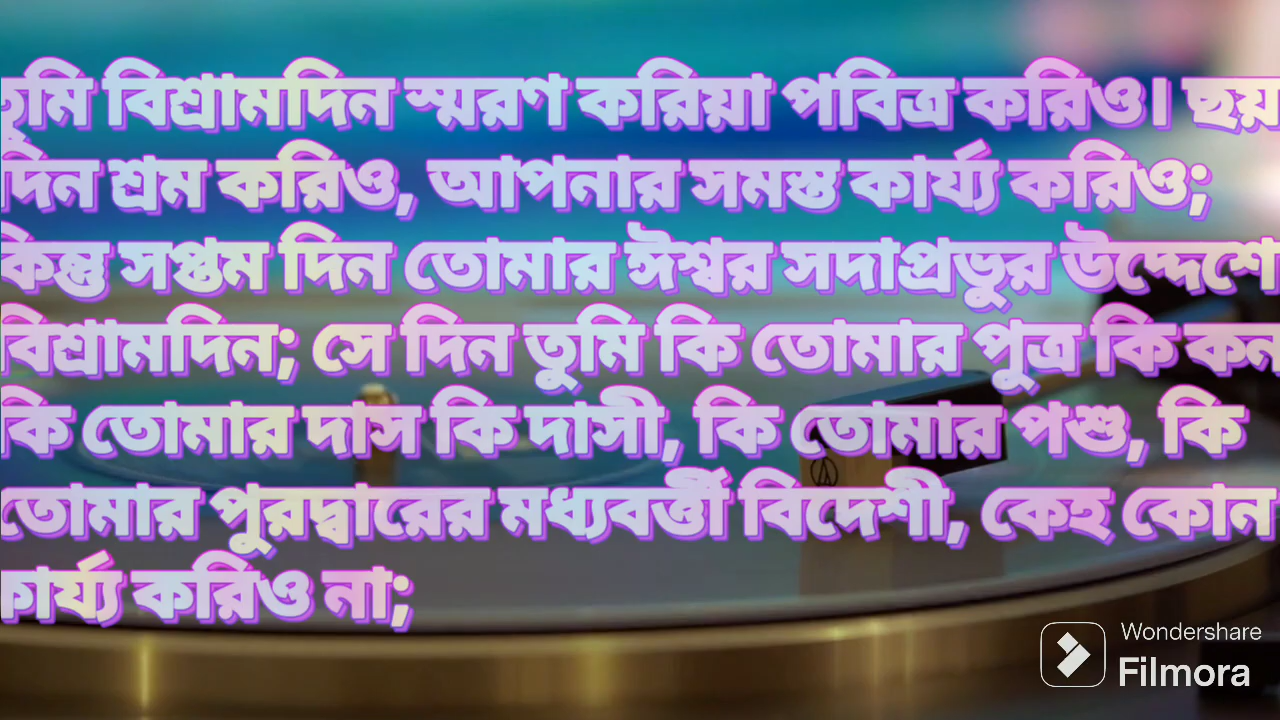 তুমি বিশ্রামদিন স্মরণ করিয়া পবিত্র করিও। ছয়
দিন শ্রম করিও, আপনার সমস্ত কার্য্য করিও;
কিন্তু সপ্তম দিন তোমার ঈশ্বর সদাপ্রভুর উদ্দেশে
বিশ্রামদিন; সে দিন তুমি কি তোমার পুত্র কি কন
কি তোমার দাস কি দাসী, কি তোমার পশু, কি
তোমার পুরদ্বারের মধ্যবর্ত্তী বিদেশী, কেহ কোন
কার্য্য করিও না;
Wondershare
Filmora